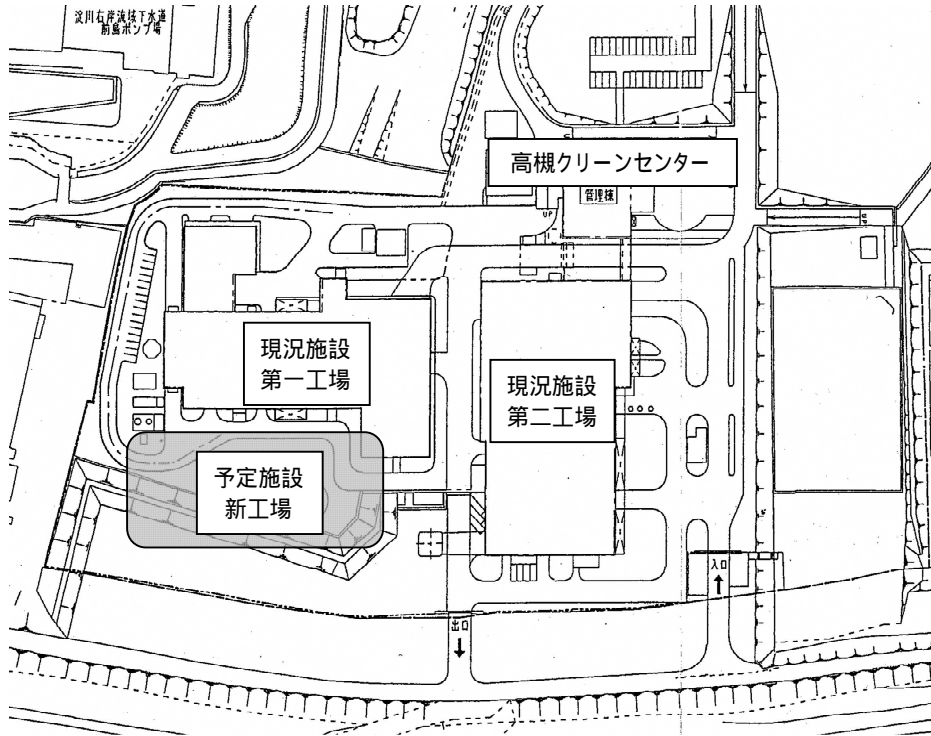 淀川右岸流域下水道
前島ポンプ場
高槻クリーンセンター
管理棟
UP
現況施設
第一工場
現況施設
第二工場
予定施設
新工場
入口
出口